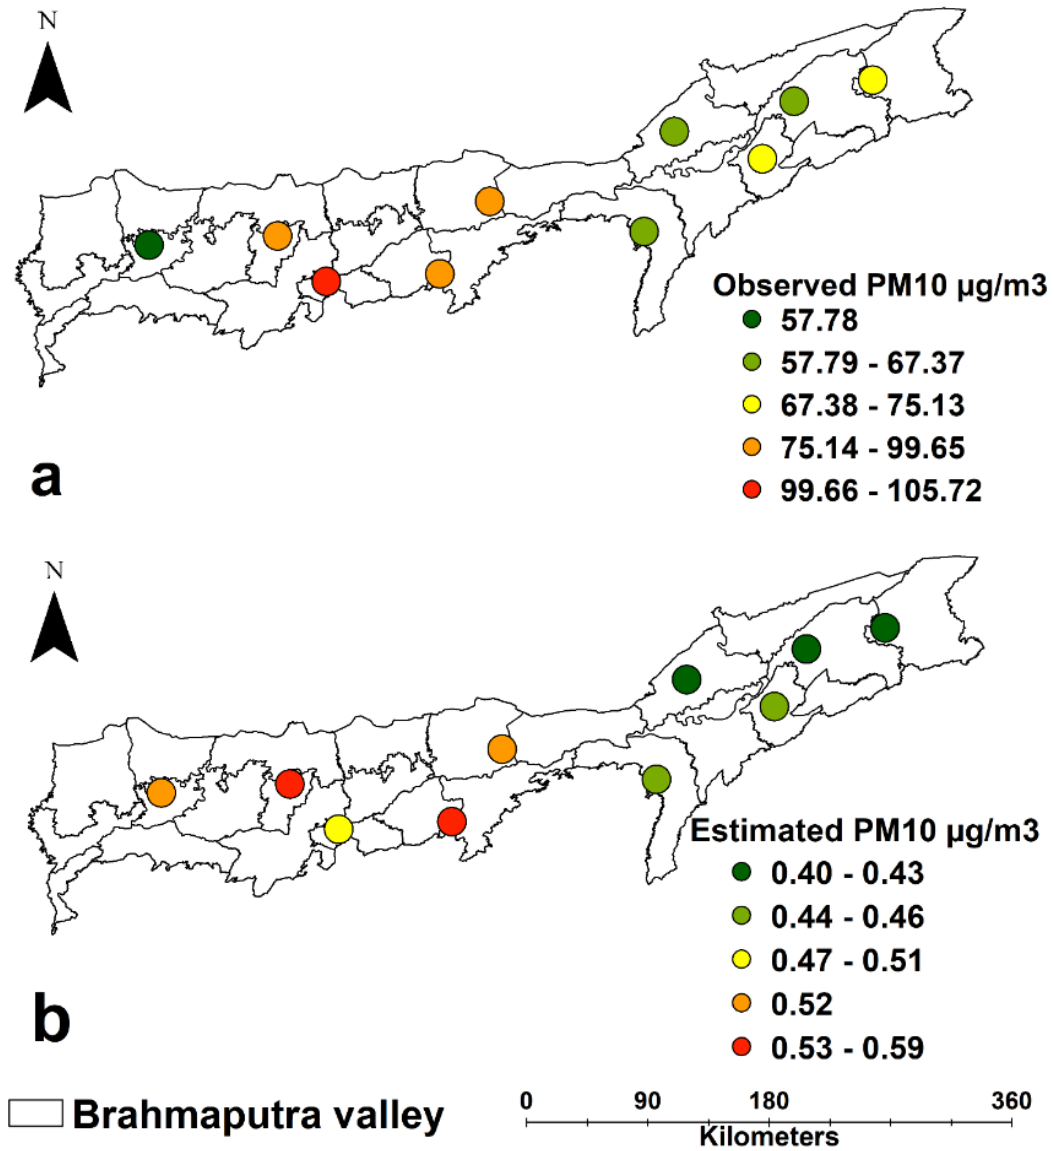 N
Observed PM10 µg/m3
57.78
57.79 - 67.37
67.38 - 75.13
75.14 - 99.65
99.66 - 105.72
a
N
Estimated PM10 µg/m3
0.40 - 0.43
0.44 - 0.46
0.47 - 0.51
0.52
0.53 - 0.59
b
Brahmaputra valley
0 90 180 360
Kilometers